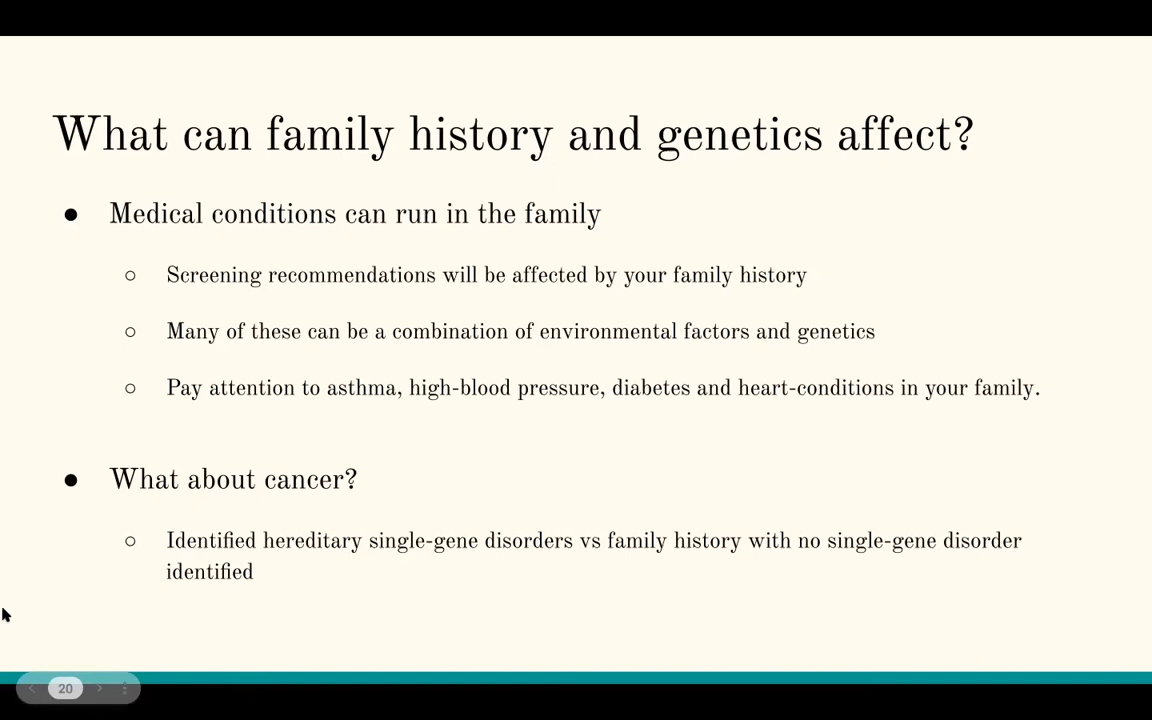 What can family history and genetics affect?
● Medical conditions can run in the family
○ Screening recommendations will be affected by your family history
○ Many of these can be a combination of environmental factors and genetics
○ Pay attention to asthma, high-blood pressure, diabetes and heart-conditions in your family.
● What about cancer?
○ Identified hereditary single-gene disorders vs family history with no single-gene disorder
identified
20